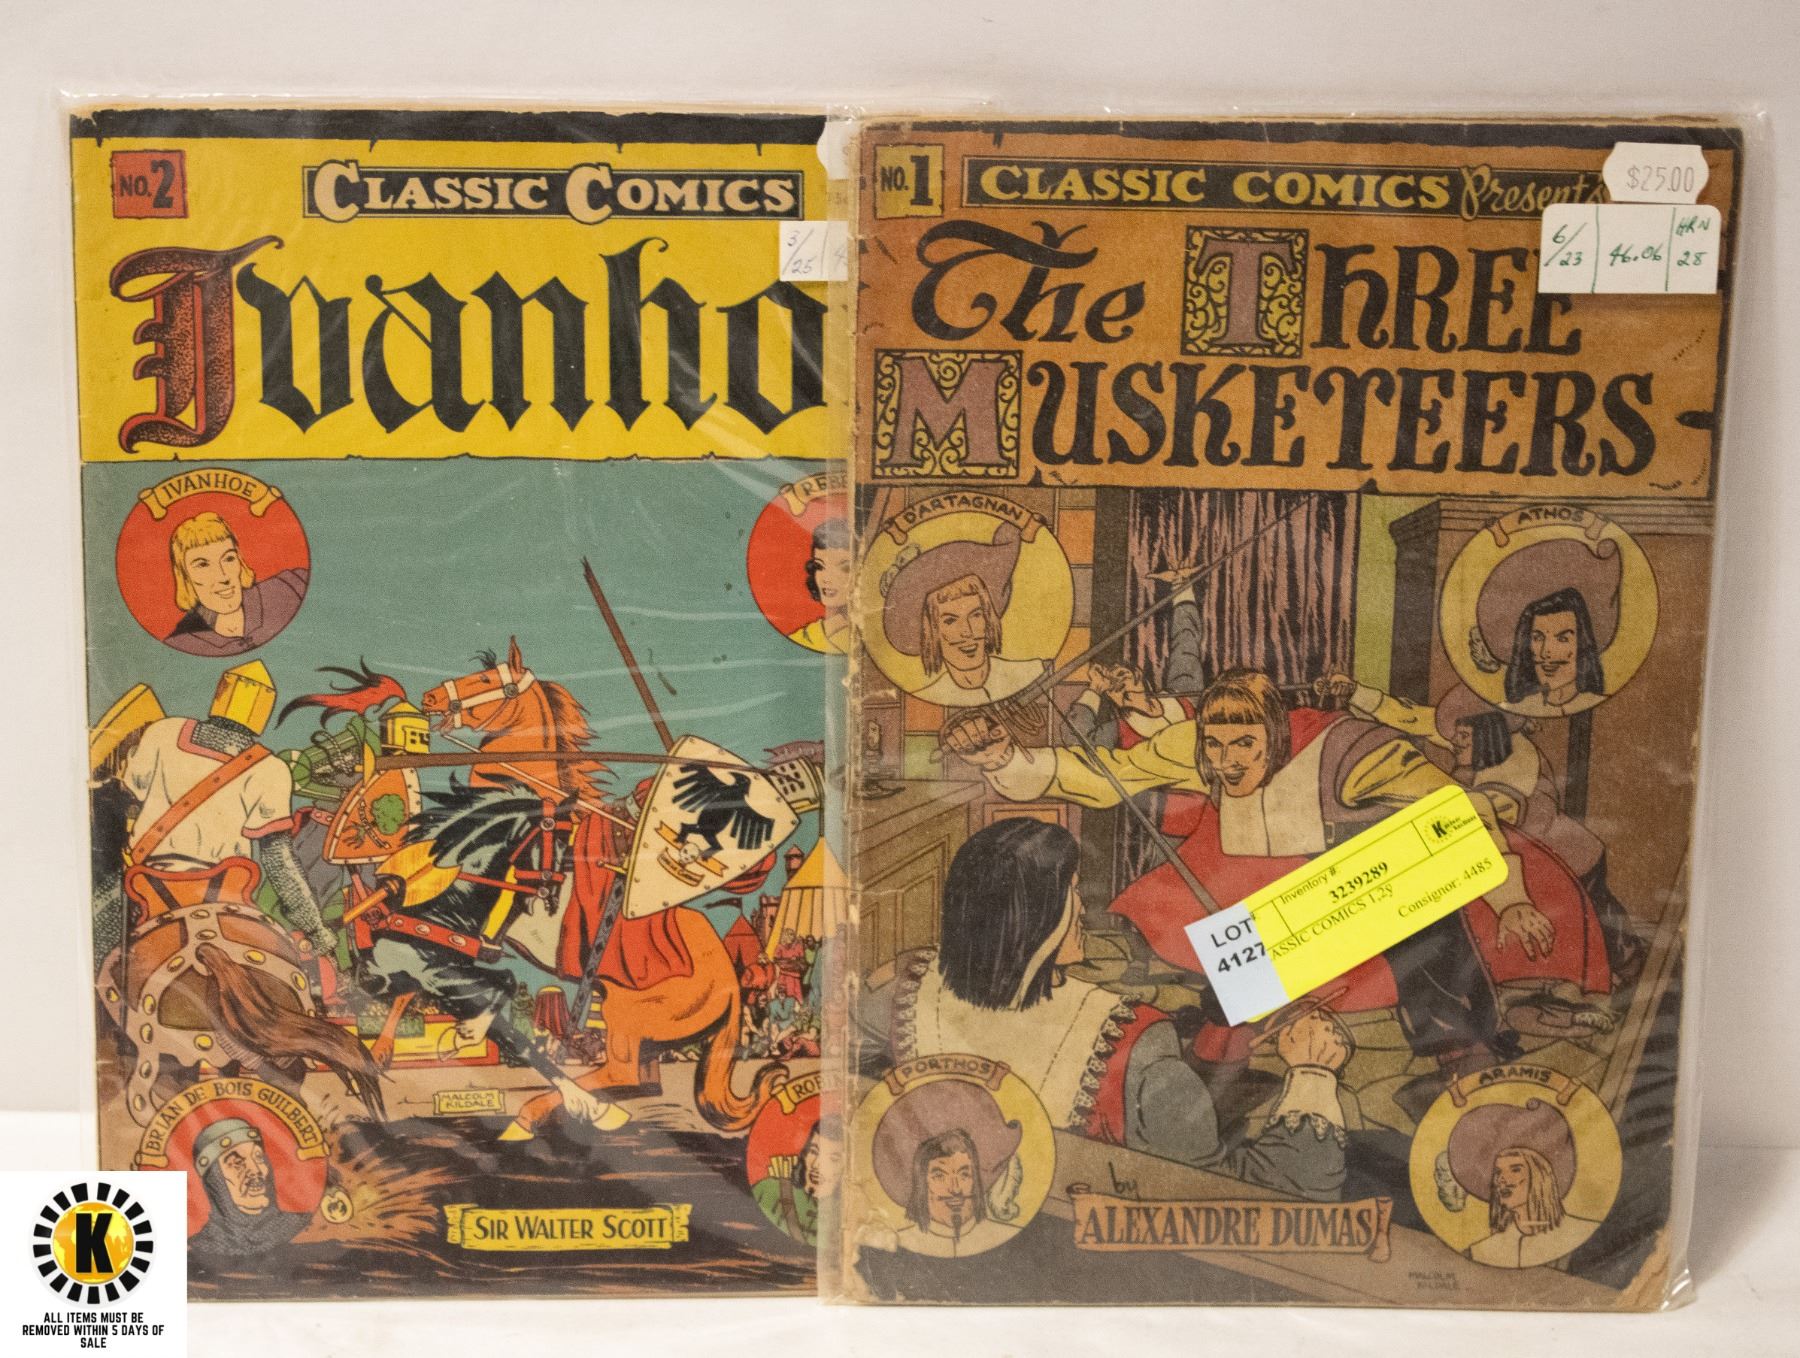 NO. 2
CLASSIC COMICS
3/25
Ivanho
IVANHOE
REBE
BRIAN DE BOIS GUILBERT
ROBIN
MALCOLM
KILDALE
SIR WALTER SCOTT
NO. 1
CLASSIC COMICS Presents
$25.00
6/23 46.06 HRN 28
The THREE
MUSKETEERS
D'ARTAGNAN
ATHOS
PORTHOS
ARAMIS
LOT
4127
Inventory #:
3239289
ASSIC COMICS 1,2
Consignor: 4485
by
ALEXANDRE DUMAS
MALCOLM
KILDALE
K
ALL ITEMS MUST BE
REMOVED WITHIN 5 DAYS OF
SALE